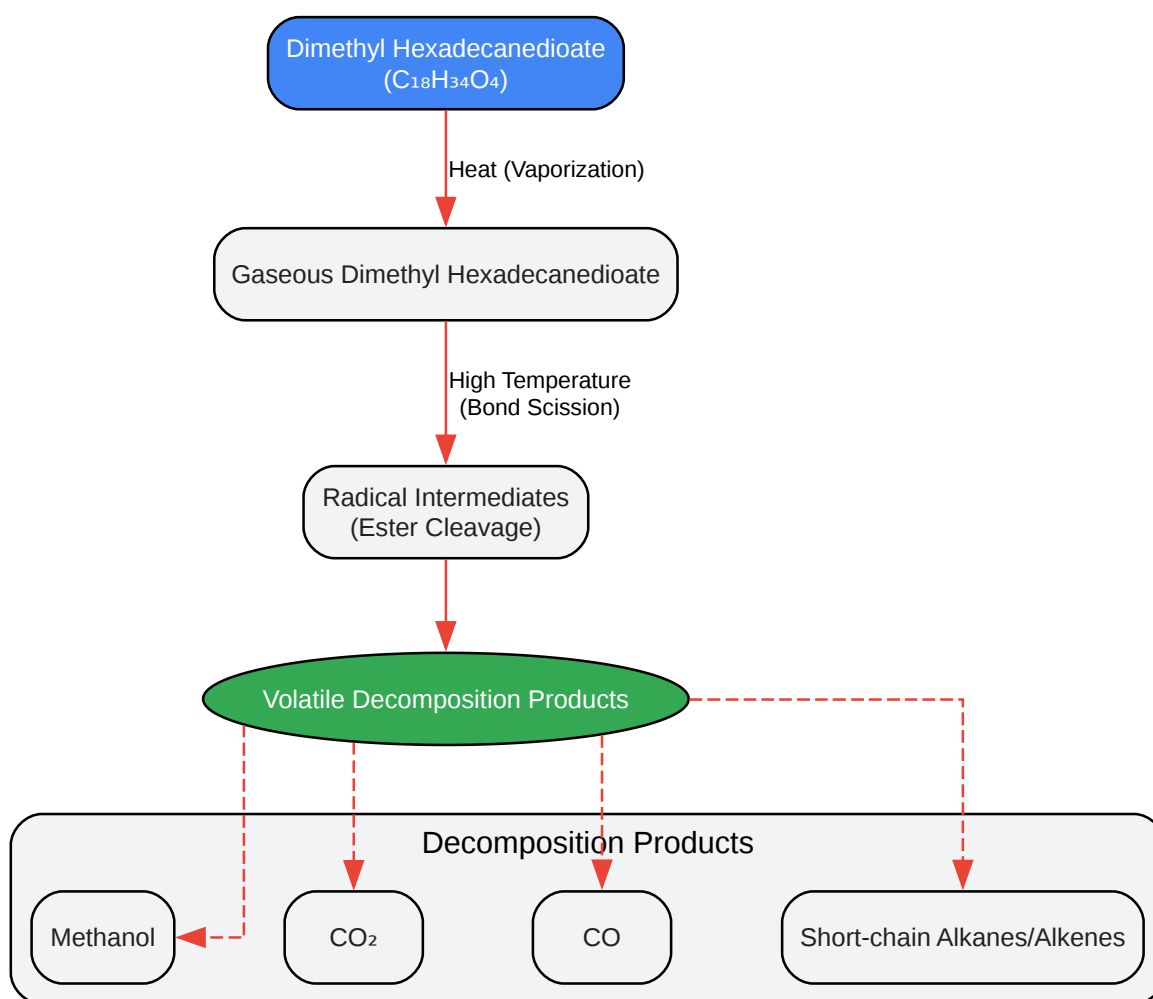 Dimethyl Hexadecanedioate
(C₁₈H₃₄O₄)
Heat (Vaporization)
Gaseous Dimethyl Hexadecanedioate
High Temperature
(Bond Scission)
Radical Intermediates
(Ester Cleavage)
Volatile Decomposition Products
Decomposition Products
Methanol
CO₂
CO
Short-chain Alkanes/Alkenes